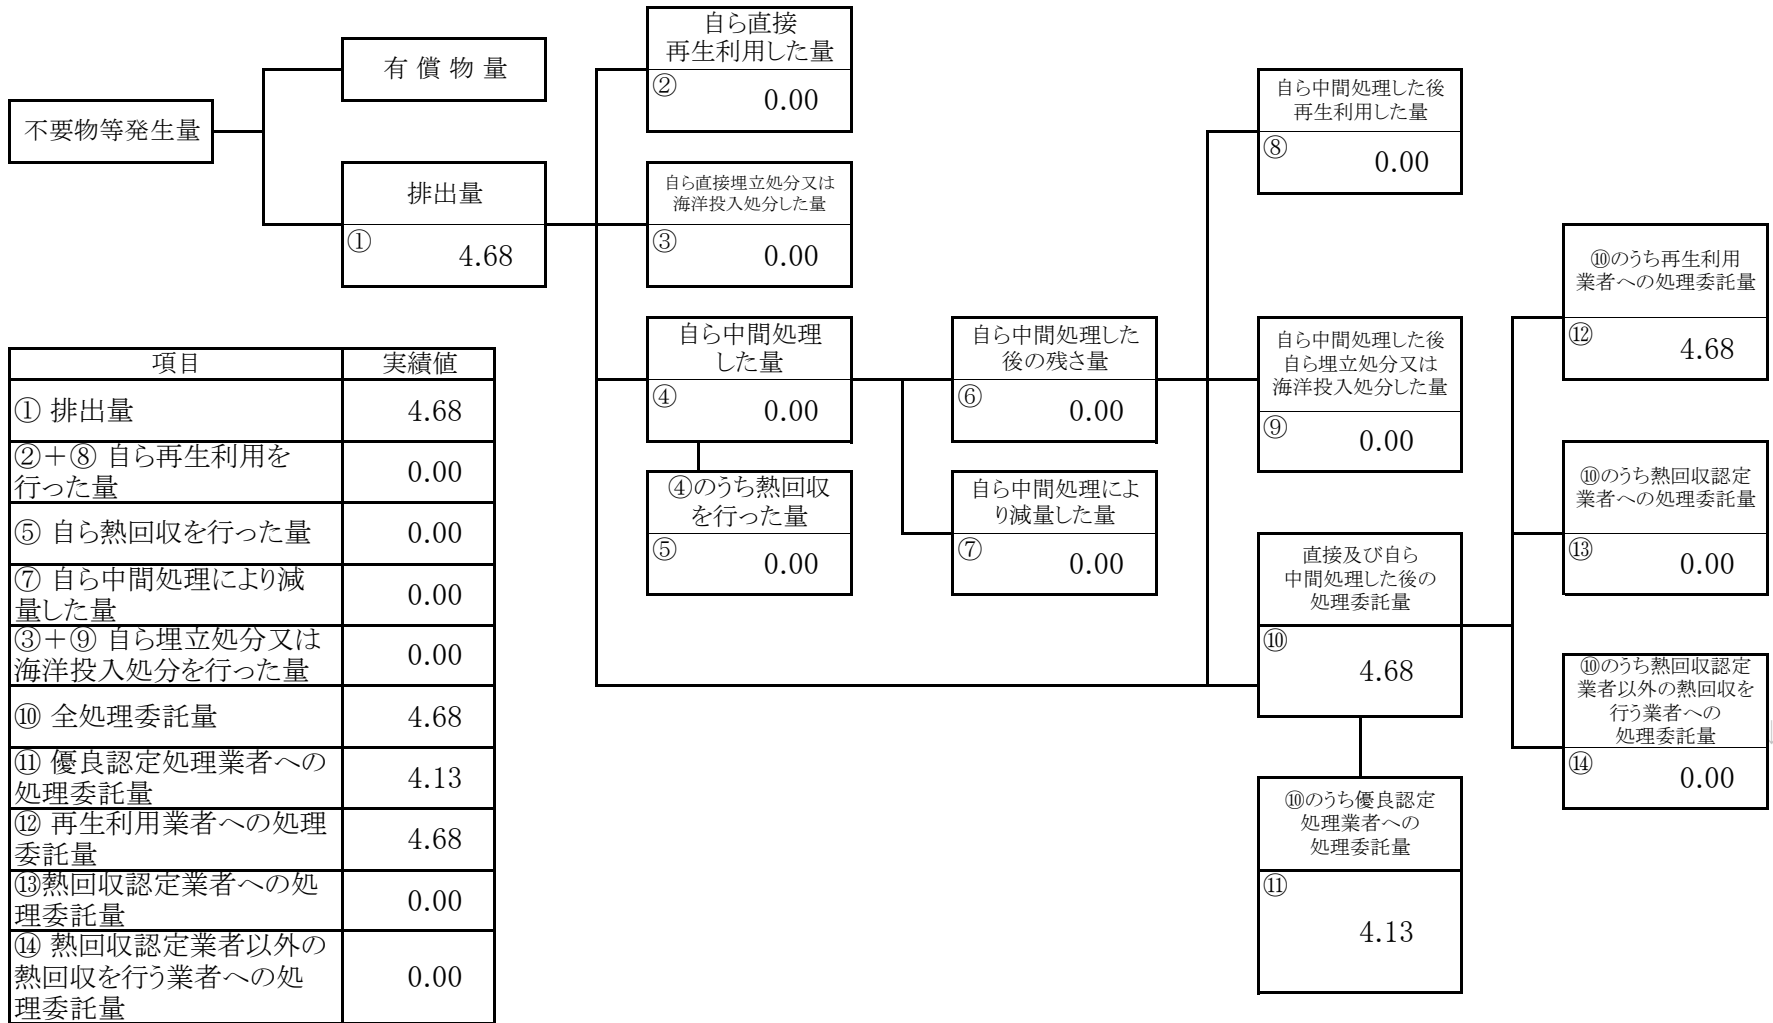 自ら直接
再生利用した量
② 0.00
有 償 物 量
不要物等発生量
排出量
① 4.68
自ら直接埋立処分又は
海洋投入処分した量
③ 0.00
自ら中間処理
した量
④ 0.00
④のうち熱回収
を行った量
⑤ 0.00
自ら中間処理した
後の残さ量
⑥ 0.00
自ら中間処理によ
り減量した量
⑦ 0.00
自ら中間処理した後
再生利用した量
⑧ 0.00
自ら中間処理した後
自ら埋立処分又は
海洋投入処分した量
⑨ 0.00
直接及び自ら
中間処理した後の
処理委託量
⑩ 4.68
⑩のうち優良認定
処理業者への
処理委託量
⑪ 4.13
⑩のうち再生利用
業者への処理委託量
⑫ 4.68
⑩のうち熱回収認定
業者への処理委託量
⑬ 0.00
⑩のうち熱回収認定
業者以外の熱回収を
行う業者への
処理委託量
⑭ 0.00
項目 実績値
① 排出量 4.68
②＋⑧ 自ら再生利用を
行った量 0.00
⑤ 自ら熱回収を行った量 0.00
⑦ 自ら中間処理により減
量した量 0.00
③＋⑨ 自ら埋立処分又は
海洋投入処分を行った量 0.00
⑩ 全処理委託量 4.68
⑪ 優良認定処理業者への
処理委託量 4.13
⑫ 再生利用業者への処理
委託量 4.68
⑬熱回収認定業者への処
理委託量 0.00
⑭ 熱回収認定業者以外の
熱回収を行う業者への処
理委託量 0.00